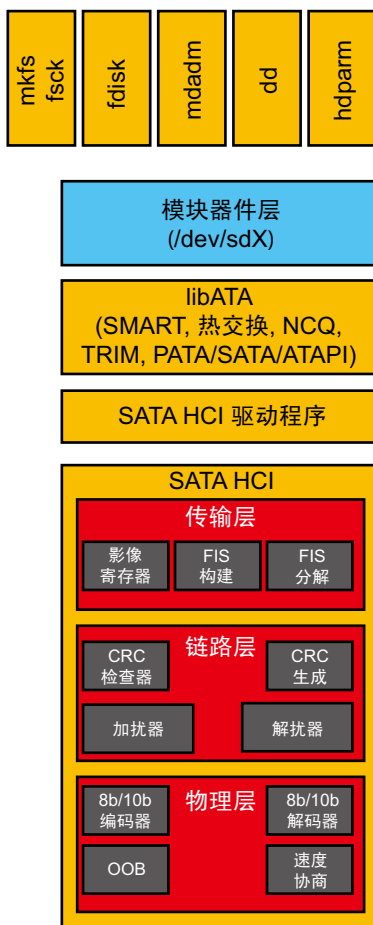 mkfs
fsck
fdisk
mdadm
dd
hdparm
模块器件层
(/dev/sdX)
libATA
(SMART, 热交换, NCQ,
TRIM, PATA/SATA/ATAPI)
SATA HCI 驱动程序
SATA HCI
传输层
影像
寄存器
FIS
构建
FIS
分解
链路层
CRC
检查器
CRC
生成
加扰器
解扰器
物理层
8b/10b
编码器
8b/10b
解码器
OOB
速度
协商